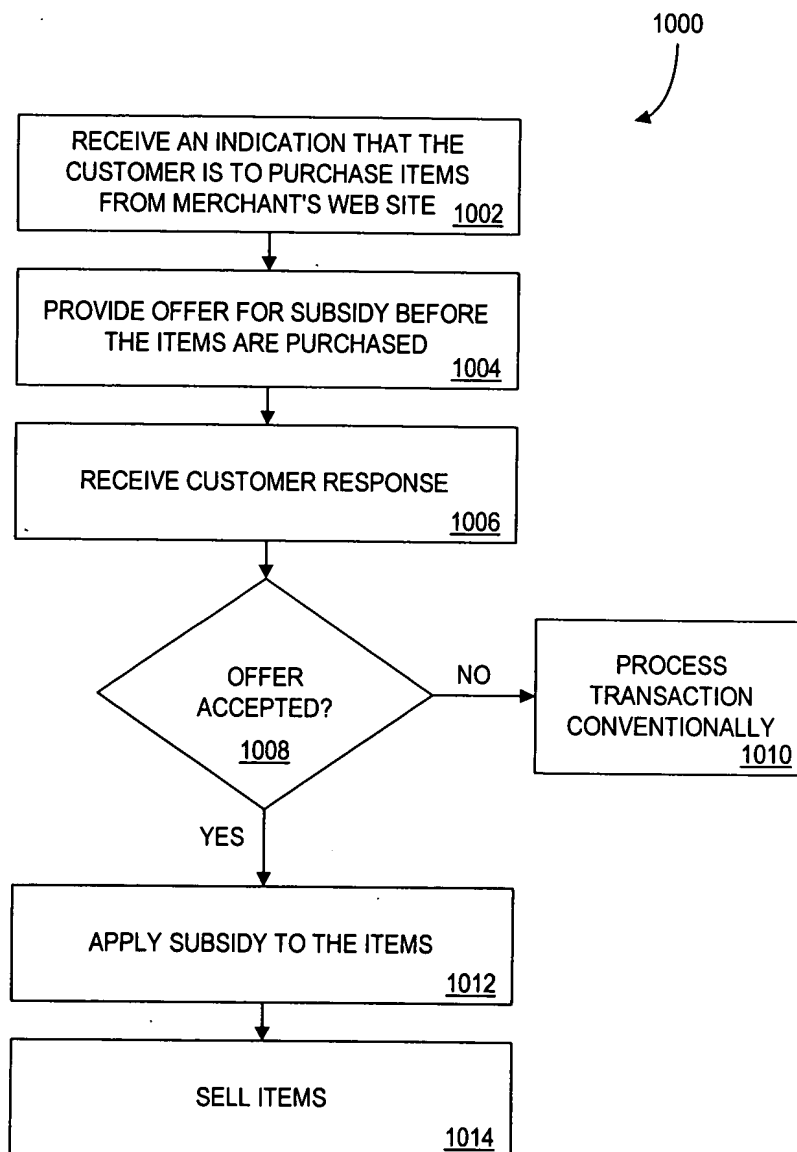 1000
RECEIVE AN INDICATION THAT THE
CUSTOMER IS TO PURCHASE ITEMS
FROM MERCHANT'S WEB SITE
1002
PROVIDE OFFER FOR SUBSIDY BEFORE
THE ITEMS ARE PURCHASED
1004
RECEIVE CUSTOMER RESPONSE
1006
OFFER
ACCEPTED?
1008
NO
PROCESS
TRANSACTION
CONVENTIONALLY
1010
YES
APPLY SUBSIDY TO THE ITEMS
1012
SELL ITEMS
1014